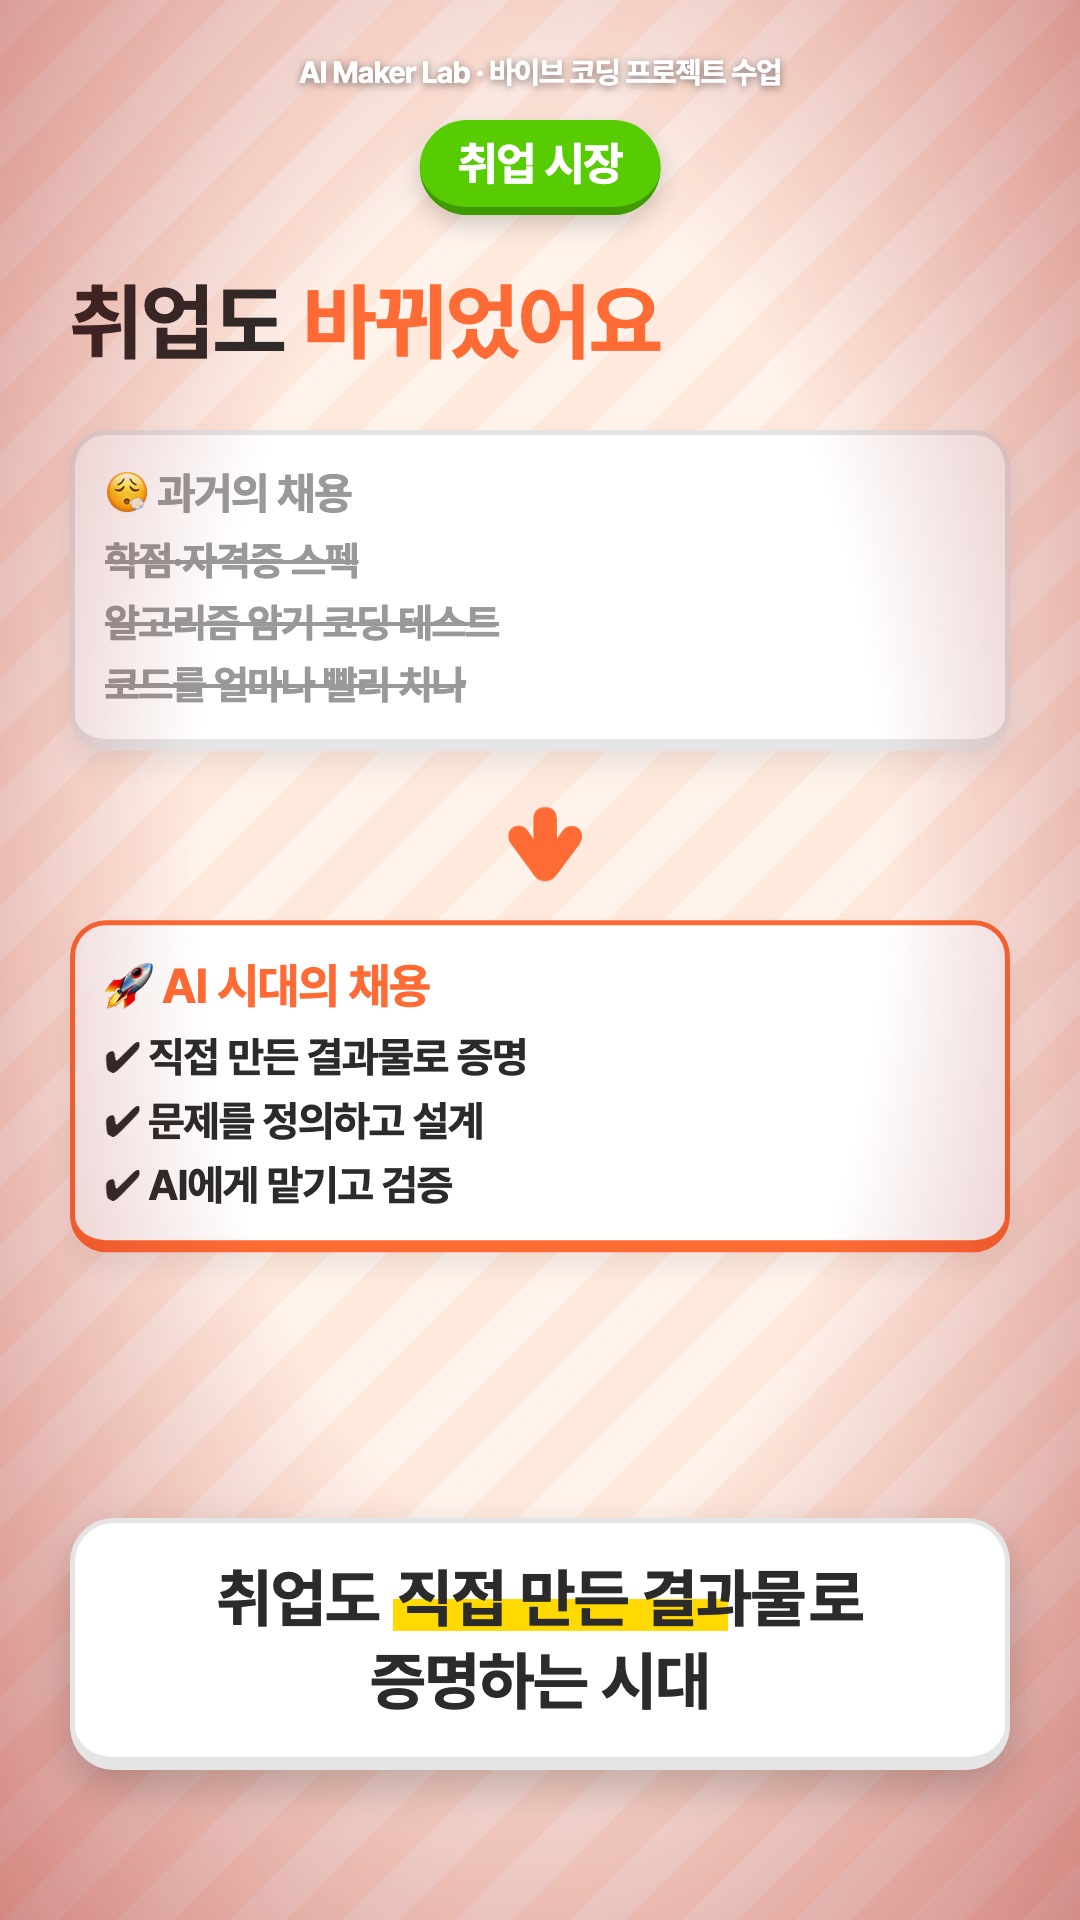 AI Maker Lab · 바이브 코딩 프로젝트 수업
취업 시장
취업도 바뀌었어요
과거의 채용
학점·자격증 스펙
알고리즘 암기 코딩 테스트
코드를 얼마나 빨리 치나
AI 시대의 채용
✔ 직접 만든 결과물로 증명
✔ 문제를 정의하고 설계
✔ AI에게 맡기고 검증
취업도 직접 만든 결과물로
증명하는 시대